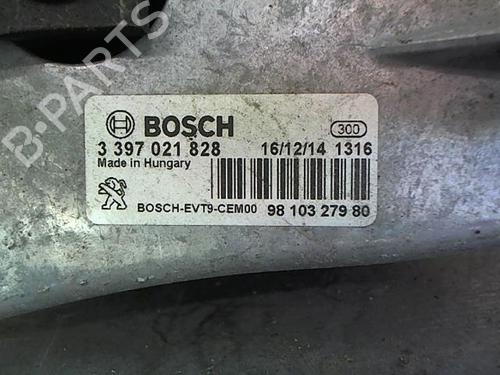 B-PARTS
BOSCH
300
3 397 021 828 16/12/14 1316
Made in Hungary
BOSCH-EVT9-CEM00 98 103 279 80